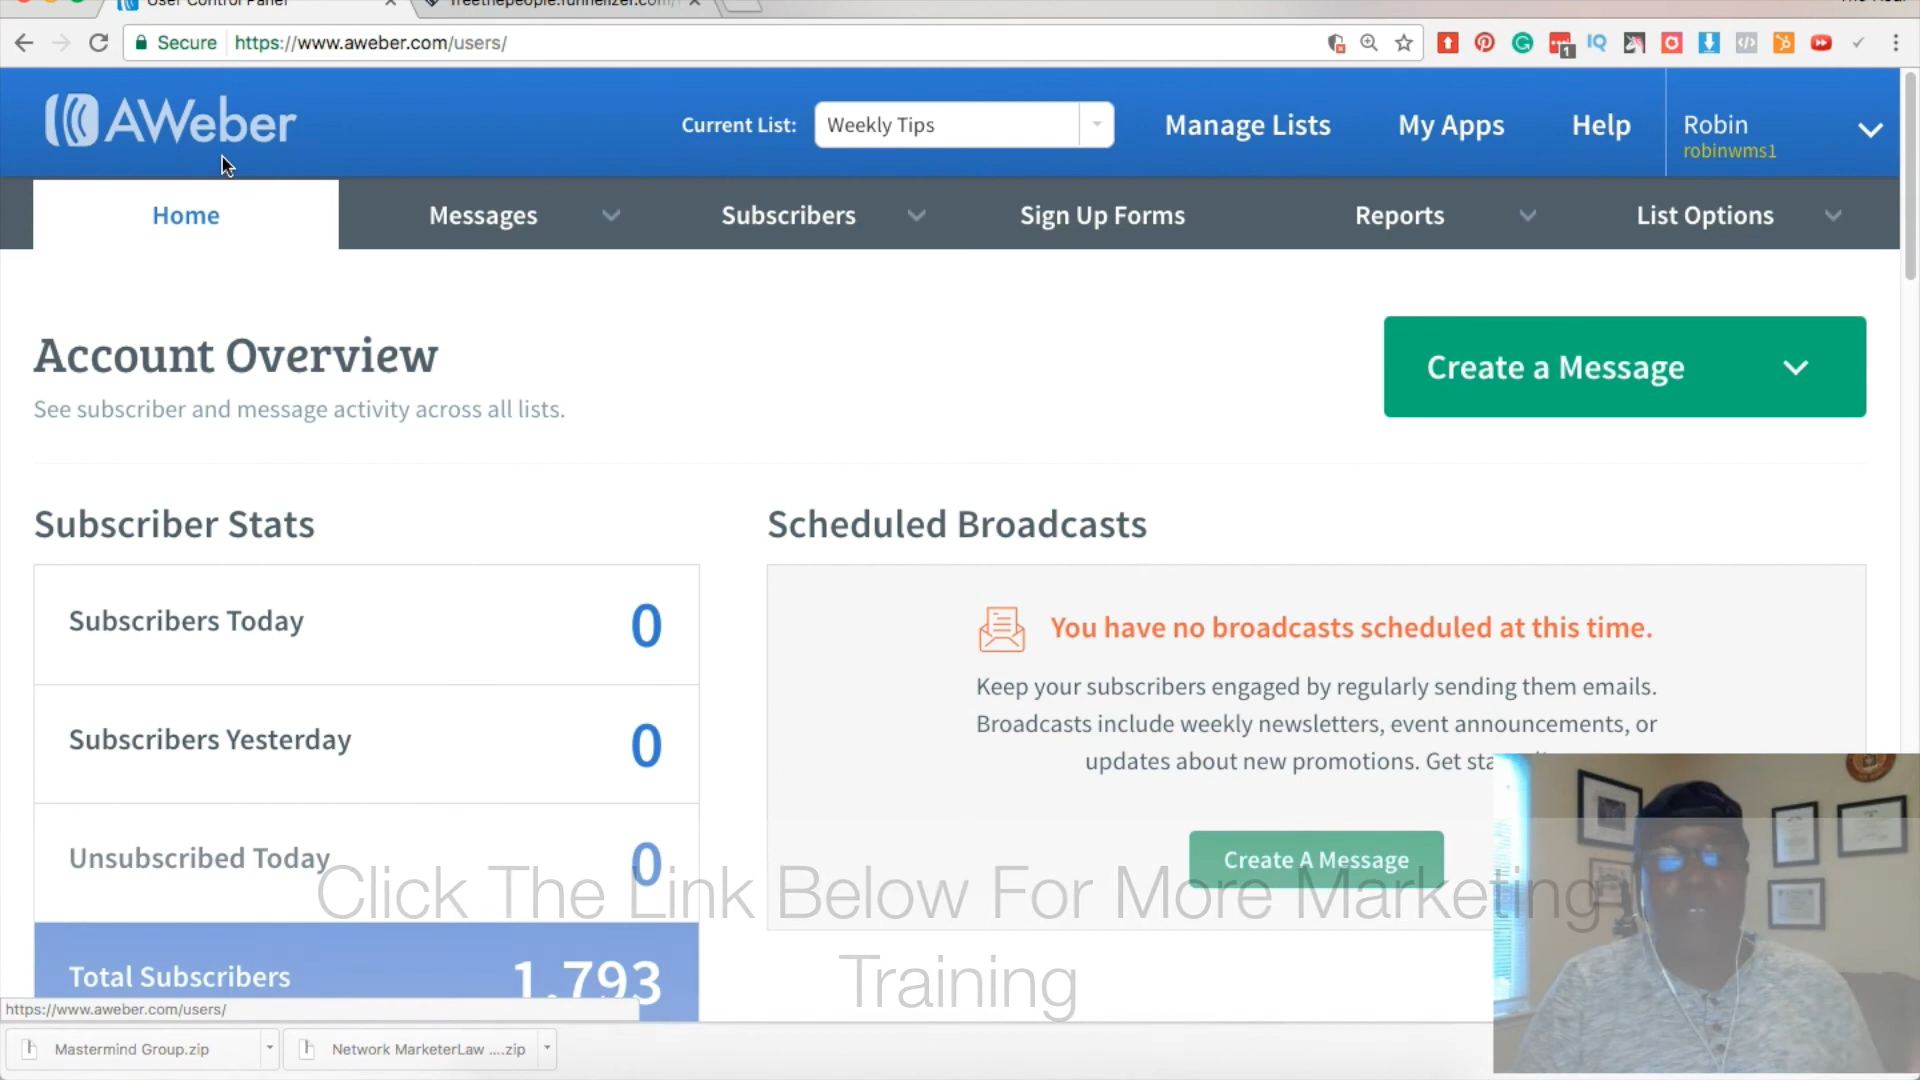 User Control Panel
freethepeople.funnelizer.com/
Secure https://www.aweber.com/users/
1
AWeber
Current List:
Weekly Tips
Manage Lists
My Apps
Help
Robin
robinwms1
Home
Messages
Subscribers
Sign Up Forms
Reports
List Options
Account Overview
See subscriber and message activity across all lists.
Create a Message
Subscriber Stats
Scheduled Broadcasts
Subscribers Today 0
Subscribers Yesterday 0
Unsubscribed Today 0
Total Subscribers 1,793
You have no broadcasts scheduled at this time.
Keep your subscribers engaged by regularly sending them emails.
Broadcasts include weekly newsletters, event announcements, or
updates about new promotions. Get
Create A Message
Click The Link Below For More Marketing
Training
https://www.aweber.com/users/
Mastermind Group.zip
Network MarketerLaw ....zip